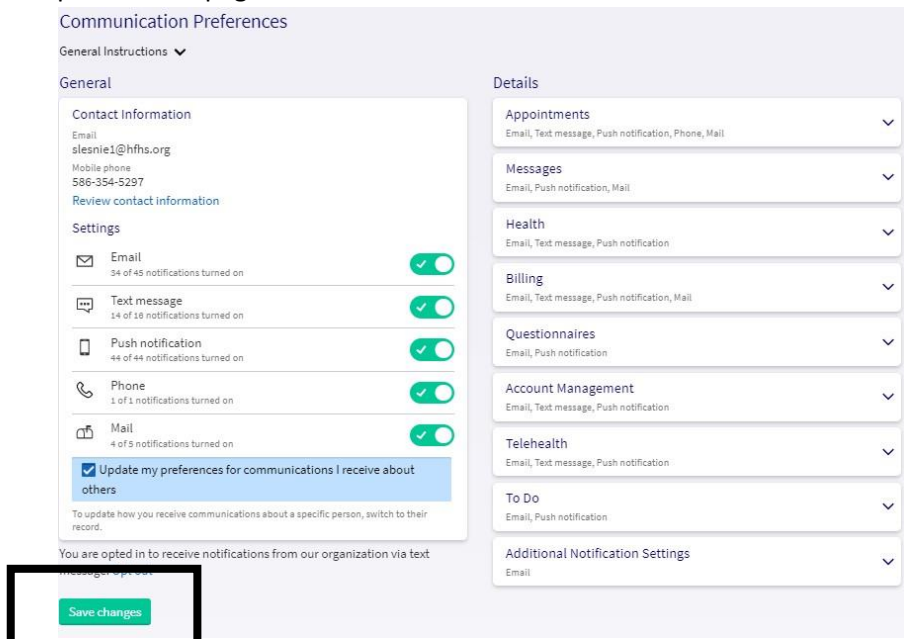 Communication Preferences
General Instructions
General
Contact Information
Email
slesnie1@hfhs.org
Mobile phone
586-354-5297
Review contact information
Settings
Email
34 of 45 notifications turned on
Text message
14 of 18 notifications turned on
Push notification
44 of 44 notifications turned on
Phone
1 of 1 notifications turned on
Mail
4 of 5 notifications turned on
Update my preferences for communications I receive about
others
To update how you receive communications about a specific person, switch to their
record.
You are opted in to receive notifications from our organization via text
Save changes
Details
Appointments
Email, Text message, Push notification, Phone, Mail
Messages
Email, Push notification, Mail
Health
Email, Text message, Push notification
Billing
Email, Text message, Push notification, Mail
Questionnaires
Email, Push notification
Account Management
Email, Text message, Push notification
Telehealth
Email, Text message, Push notification
To Do
Email, Push notification
Additional Notification Settings
Email